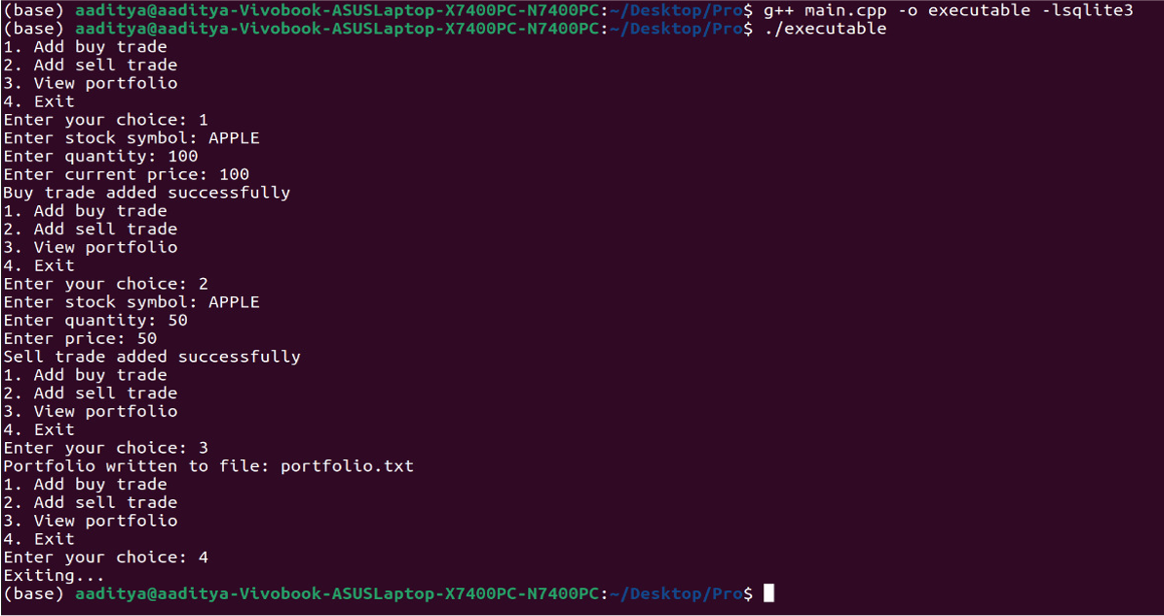 (base) aaditya@aaditya-Vivobook-ASUSLaptop-X7400PC-N7400PC:~/Desktop/Pro$ g++ main.cpp -o executable -lsqlite3
(base) aaditya@aaditya-Vivobook-ASUSLaptop-X7400PC-N7400PC:~/Desktop/Pro$ ./executable
1. Add buy trade
2. Add sell trade
3. View portfolio
4. Exit
Enter your choice: 1
Enter stock symbol: APPLE
Enter quantity: 100
Enter current price: 100
Buy trade added successfully
1. Add buy trade
2. Add sell trade
3. View portfolio
4. Exit
Enter your choice: 2
Enter stock symbol: APPLE
Enter quantity: 50
Enter price: 50
Sell trade added successfully
1. Add buy trade
2. Add sell trade
3. View portfolio
4. Exit
Enter your choice: 3
Portfolio written to file: portfolio.txt
1. Add buy trade
2. Add sell trade
3. View portfolio
4. Exit
Enter your choice: 4
Exiting...
(base) aaditya@aaditya-Vivobook-ASUSLaptop-X7400PC-N7400PC:~/Desktop/Pro$